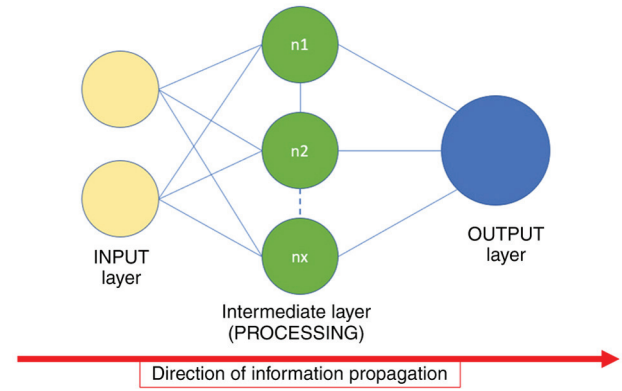 n1
n2
nx
INPUT
layer
OUTPUT
layer
Intermediate layer
(PROCESSING)
Direction of information propagation